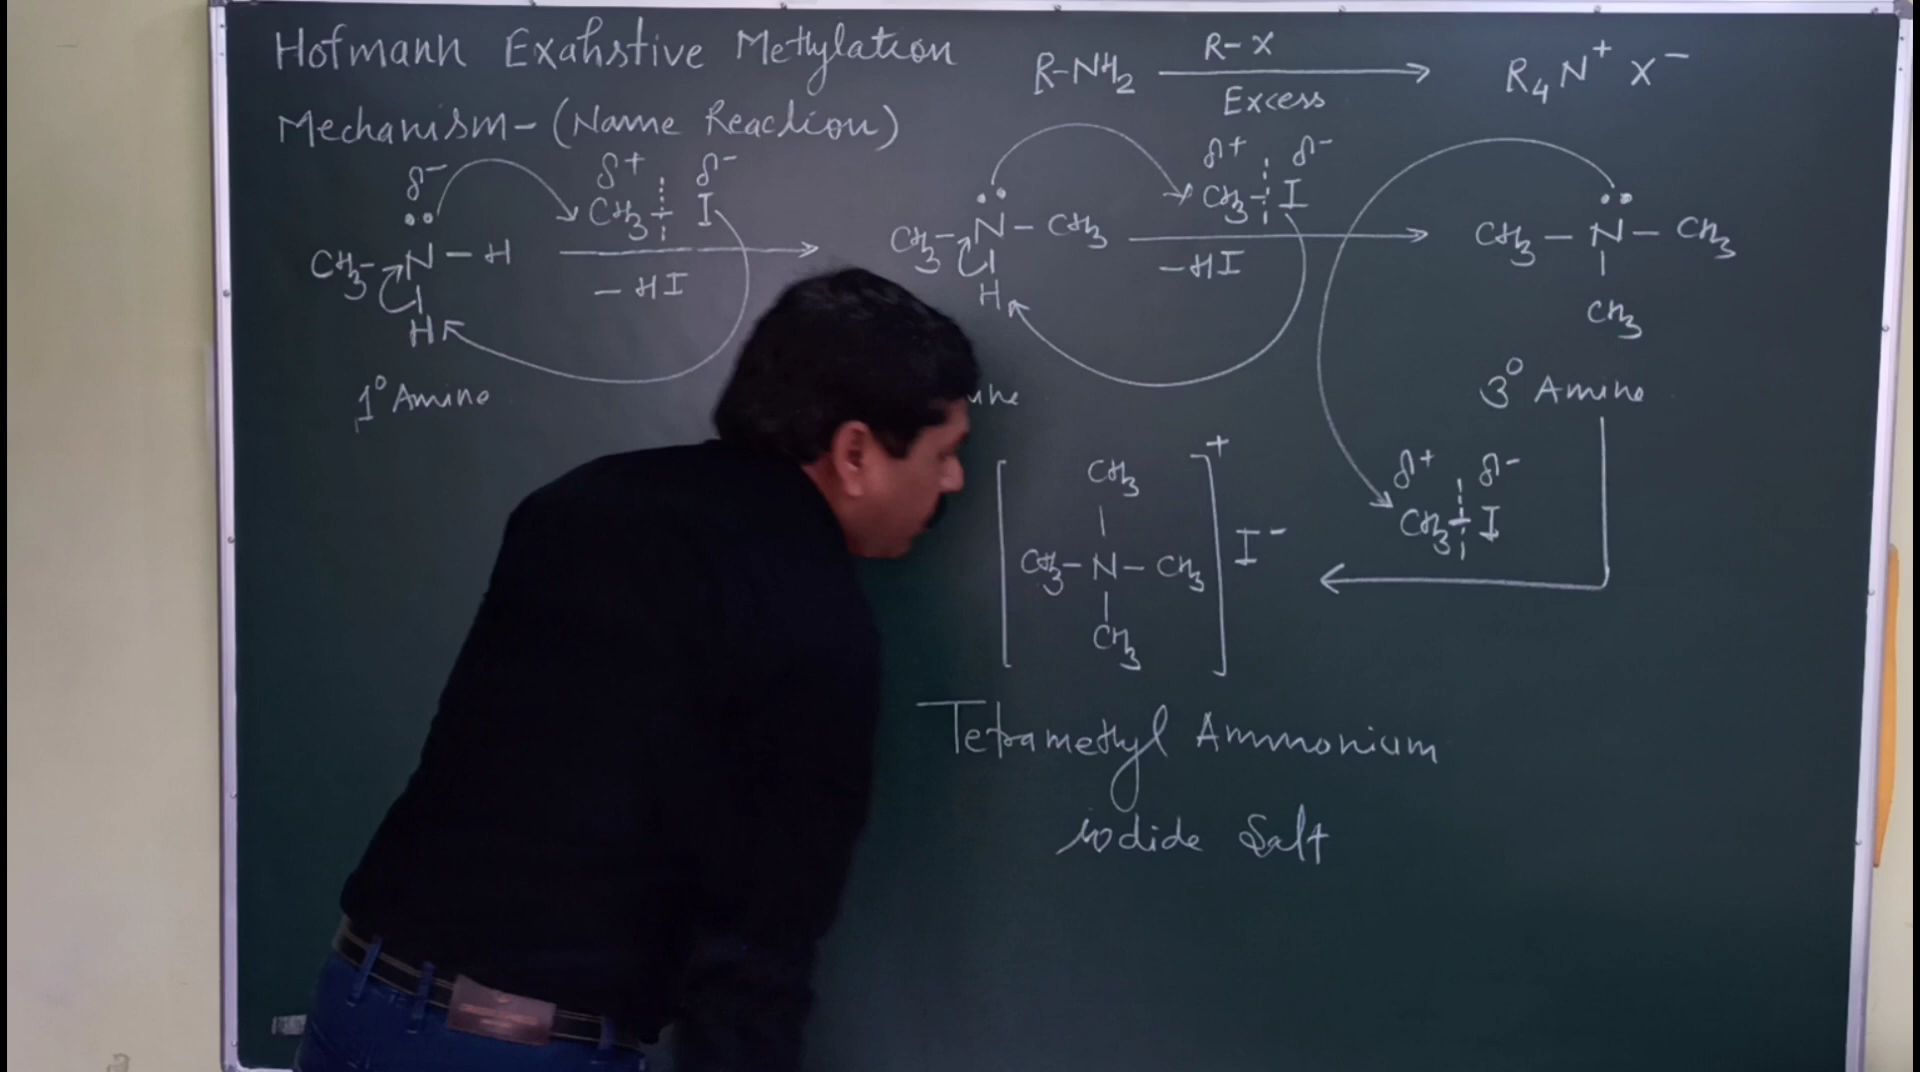 Hofmann Exahstive Methylation
Mechanism - (Name Reaction)
R-NH2 R-X Excess R4N+ X-
δ- δ+ δ-
CH3-N-H CH3 I
H
-HI
1° Amine
δ+ δ-
CH3-N-CH3 CH3 I
H
-HI
CH3-N-CH3
CH3
3° Amine
δ+ δ-
CH3 I
[CH3
CH3-N-CH3
CH3]+ I-
Tetramethyl Ammonium
iodide Salt